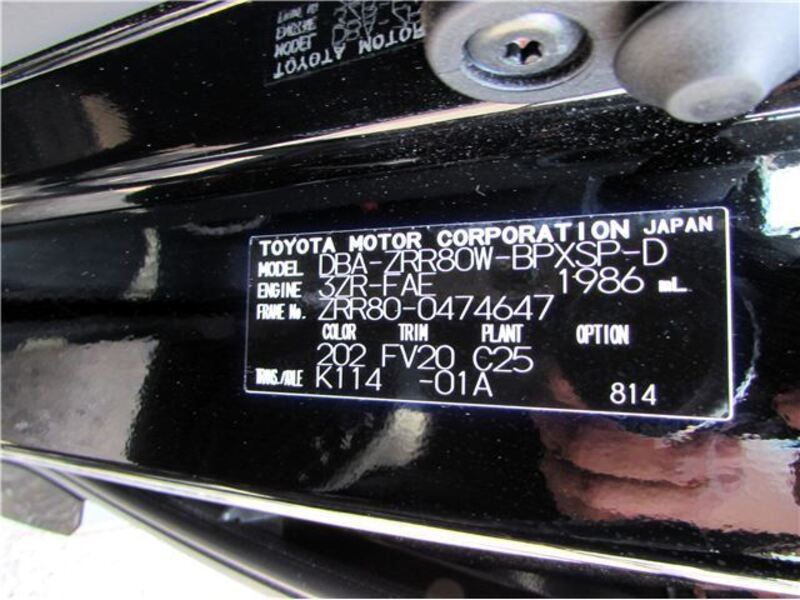 TOYOTA MOTOR CORPORATION JAPAN
MODEL DBA-ZRR80W-BPXSP-D
ENGINE 3ZR-FAE 1986 mL
FRAME No. ZRR80-0474647
COLOR TRIM PLANT OPTION
202 FV20 C25
TRANS./AXLE K114 -01A
814